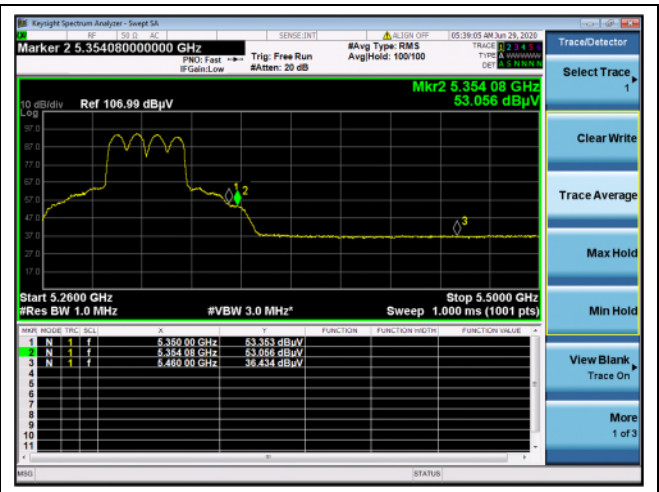 Keysight Spectrum Analyzer - Swept SA
RF 50 Ω AC SENSE:INT ALIGN OFF 05:39:05 AM Jun 29, 2020
Marker 2 5.354080000000 GHz
PNO: Fast
IFGain:Low
Trig: Free Run
#Atten: 20 dB
#Avg Type: RMS
Avg|Hold: 100/100
TRACE 1 2 3 4 5 6
TYPE A WWWWW
DET A S N N N N
Mkr2 5.354 08 GHz
53.056 dBµV
10 dB/div Ref 106.99 dBµV
Log
97.0
87.0
77.0
67.0
57.0
47.0
37.0
27.0
17.0
1
2
3
Start 5.2600 GHz Stop 5.5000 GHz
#Res BW 1.0 MHz #VBW 3.0 MHz* Sweep 1.000 ms (1001 pts)
MKR MODE TRC SCL X Y FUNCTION FUNCTION WIDTH FUNCTION VALUE
1 N 1 f 5.350 00 GHz 53.353 dBµV
2 N 1 f 5.354 08 GHz 53.056 dBµV
3 N 1 f 5.460 00 GHz 36.434 dBµV
4
5
6
7
8
9
10
11
MSG STATUS
Trace/Detector
Select Trace
1
Clear Write
Trace Average
Max Hold
Min Hold
View Blank
Trace On
More
1 of 3